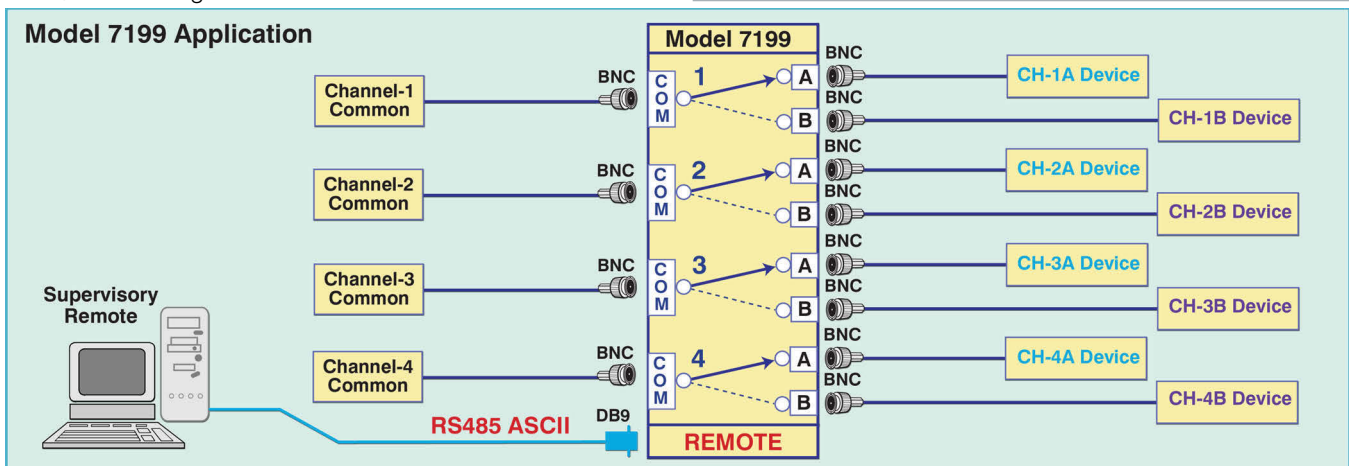 Model 7199 Application
Model 7199
Channel-1
Common
BNC
COM
1
A
BNC
CH-1A Device
B
BNC
CH-1B Device
Channel-2
Common
BNC
COM
2
A
BNC
CH-2A Device
B
BNC
CH-2B Device
Channel-3
Common
BNC
COM
3
A
BNC
CH-3A Device
B
BNC
CH-3B Device
Channel-4
Common
BNC
COM
4
A
BNC
CH-4A Device
B
BNC
CH-4B Device
Supervisory
Remote
RS485 ASCII
DB9
REMOTE